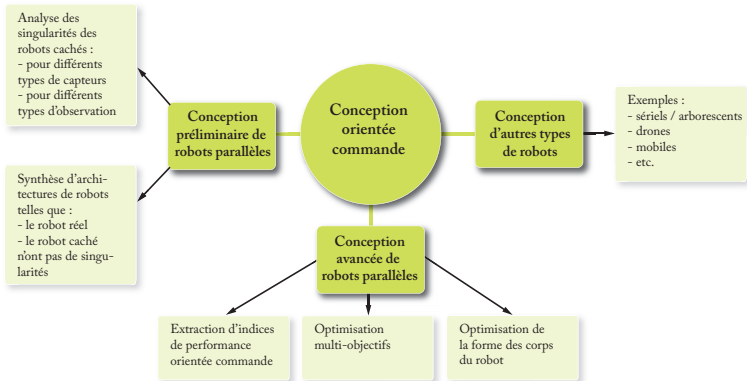 Analyse des
singularités des
robots cachés :
- pour différents
types de capteurs
- pour différents
types d'observation
Synthèse d'archi-
tectures de robots
telles que :
- le robot réel
- le robot caché
n'ont pas de singu-
larités
Conception
préliminaire de
robots parallèles
Conception
orientée
commande
Conception
d'autres types
de robots
Exemples :
- sériels / arborescents
- drones
- mobiles
- etc.
Conception
avancée de
robots parallèles
Extraction d'indices
de performance
orientée commande
Optimisation
multi-objectifs
Optimisation de
la forme des corps
du robot